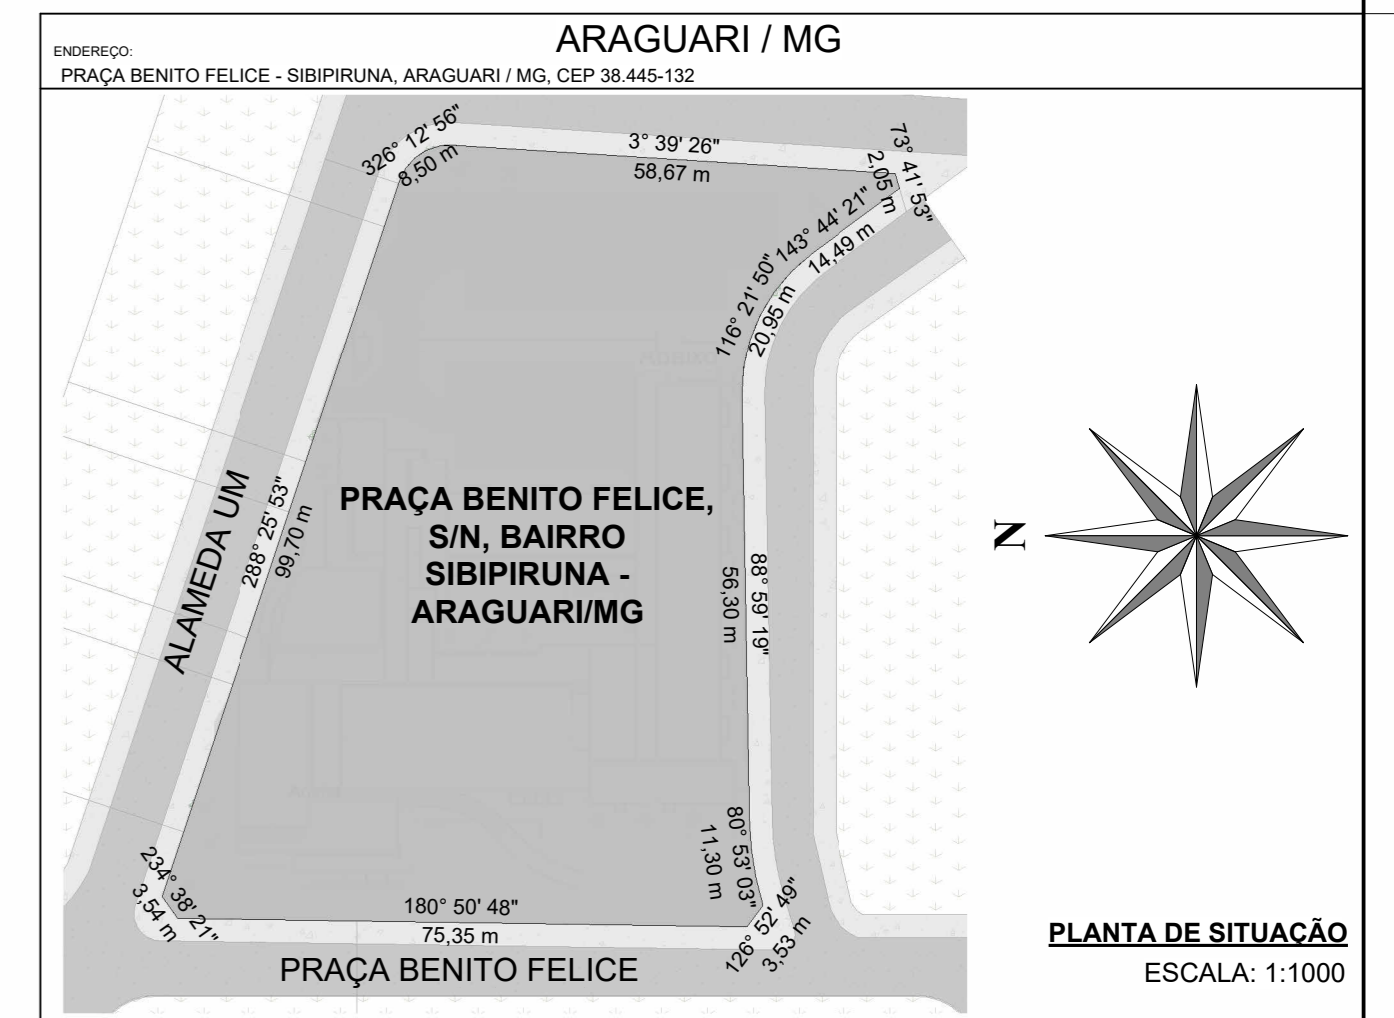 ARAGUARI / MG
ENDEREÇO:
PRAÇA BENITO FELICE - SIBIPIRUNA, ARAGUARI / MG, CEP 38.445-132
326° 12' 56"
8,50 m
3° 39' 26"
58,67 m
73° 41' 53"
2,05 m
143° 44' 21"
14,49 m
116° 21' 50"
20,95 m
ALAMEDA UM
288° 25' 53"
99,70 m
PRAÇA BENITO FELICE,
S/N, BAIRRO
SIBIPIRUNA -
ARAGUARI/MG
88° 59' 19"
56,30 m
N
80° 53' 03"
11,30 m
234° 38' 21"
3,54 m
180° 50' 48"
75,35 m
126° 52' 49"
3,53 m
PRAÇA BENITO FELICE
PLANTA DE SITUAÇÃO
ESCALA: 1:1000